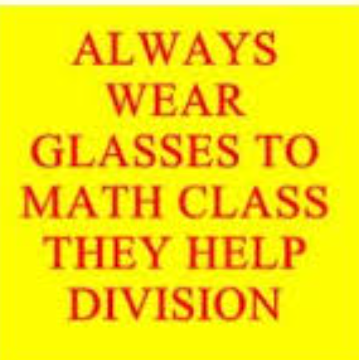 ALWAYS
WEAR
GLASSES TO
MATH CLASS
THEY HELP
DIVISION